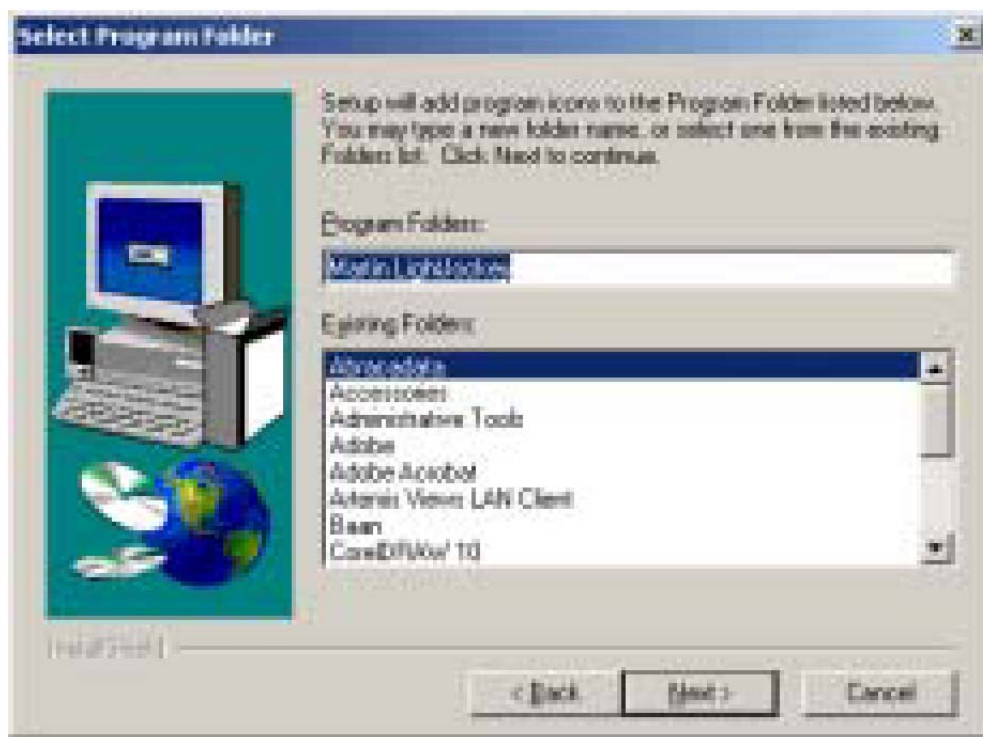 Select Program Folder
Setup will add program icons to the Program Folder listed below.
You may type a new folder name, or select one from the existing
Folders list. Click Next to continue.
Program Folders:
Existing Folders:
Abracadata
Accessories
Administrative Tools
Adobe
Adobe Acrobat
Artemis Views LAN Client
Baan
CorelDRAW 10
InstallShield
< Back
Next >
Cancel